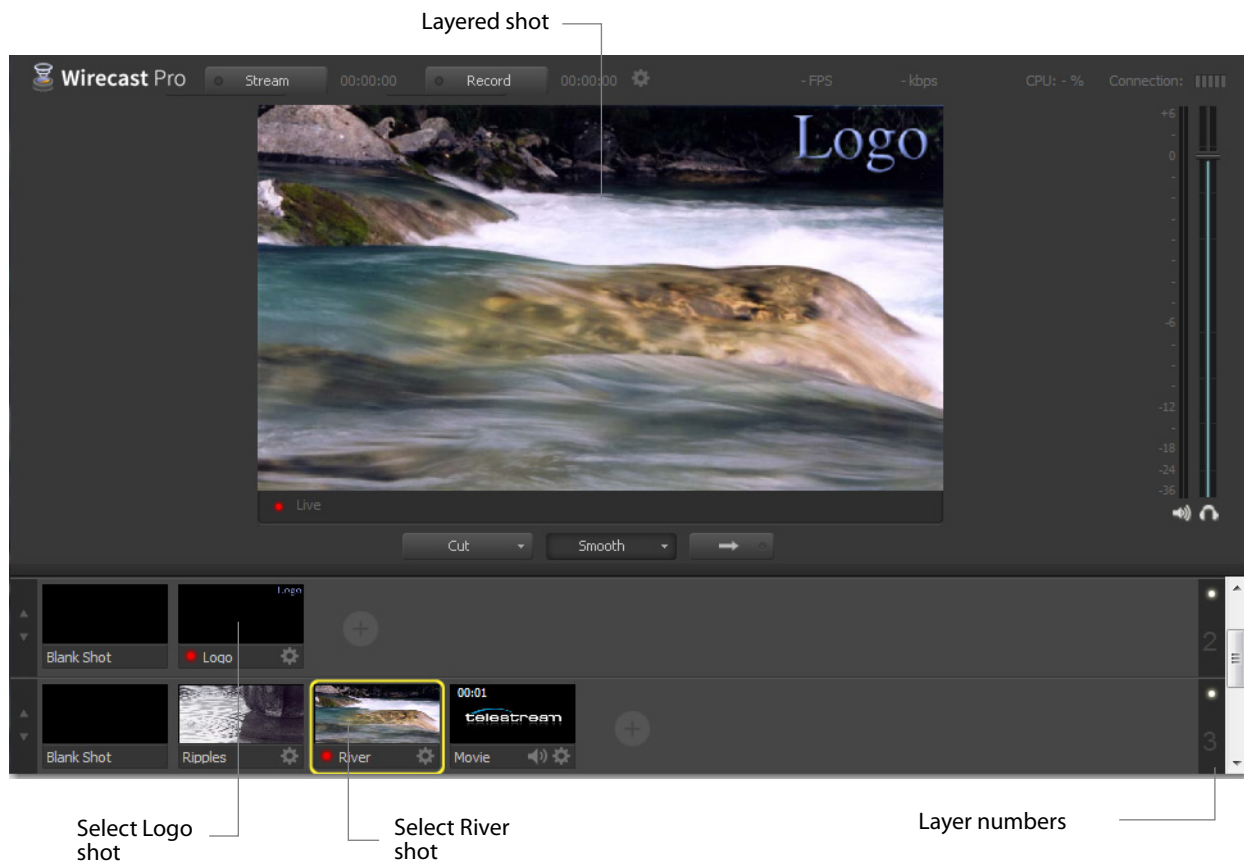 Layered shot
Wirecast Pro Stream 00:00:00 Record 00:00:00 - FPS - kbps CPU: - % Connection:
Logo
+6
-
0
-
-
-
-
-
-6
-
-
-12
-
-18
-24
-36
Live
Cut Smooth
Logo
Blank Shot Logo 2
00:01
telestream
Blank Shot Ripples River Movie 3
Select Logo
shot
Select River
shot
Layer numbers